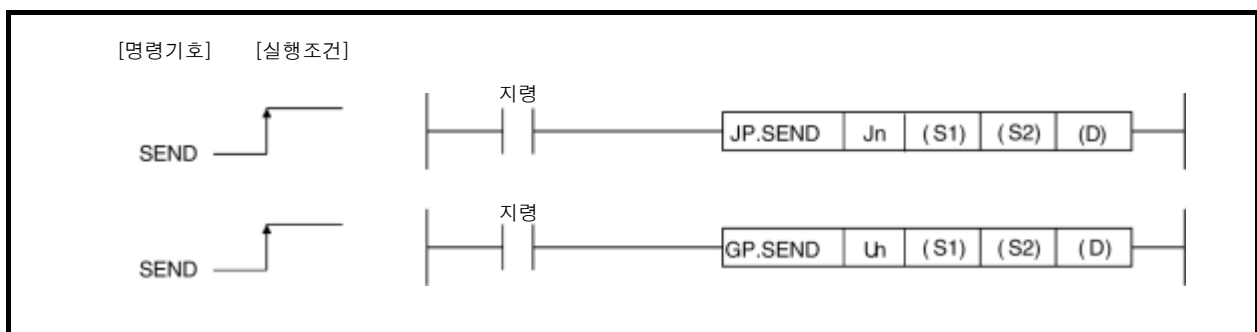 [명령기호] [실행조건]
지령
SEND JP.SEND Jn (S1) (S2) (D)
지령
SEND GP.SEND Un (S1) (S2) (D)